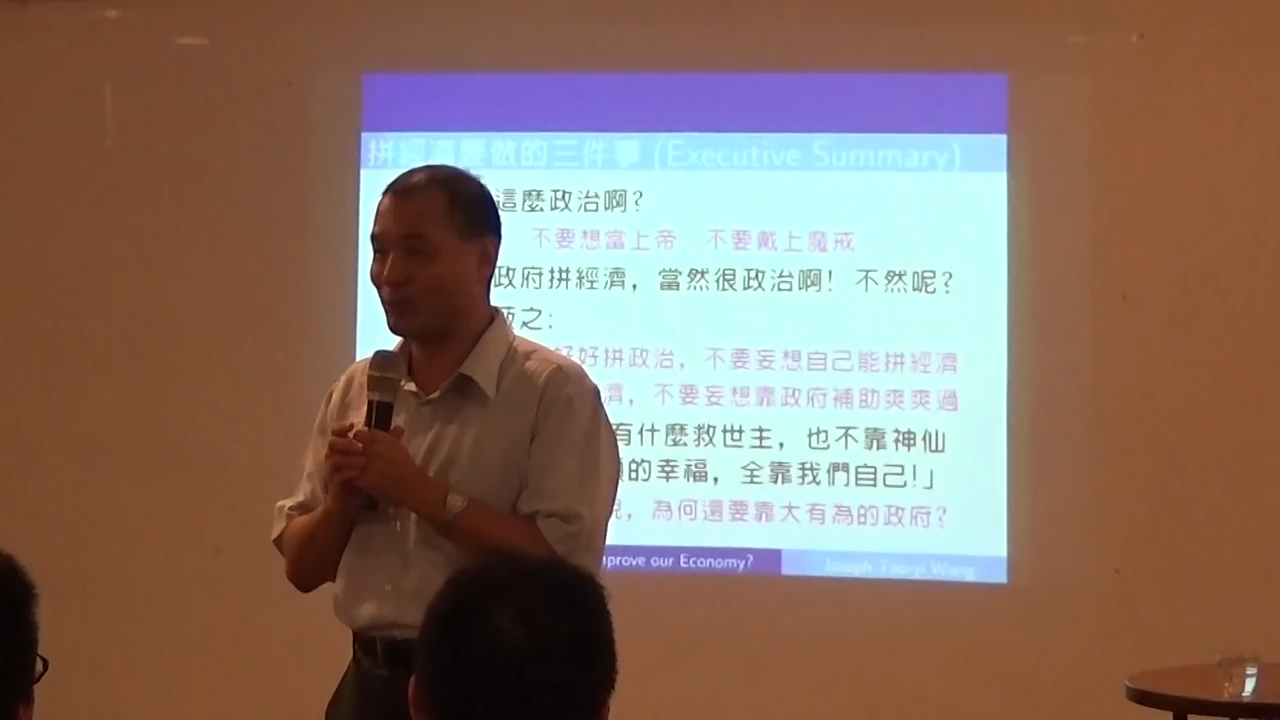 拼經濟要做的三件事 (Executive Summary)
這麼政治啊?
不要想當上帝 不要戴上魔戒
政府拼經濟，當然很政治啊! 不然呢?
之:
好好拼政治，不要妄想自己能拼經濟
濟，不要妄想靠政府補助爽爽過
有什麼救世主，也不靠神仙
的幸福，全靠我們自己!」
，為何還要靠大有為的政府?
prove our Economy?
Joseph Tao-yi Wang